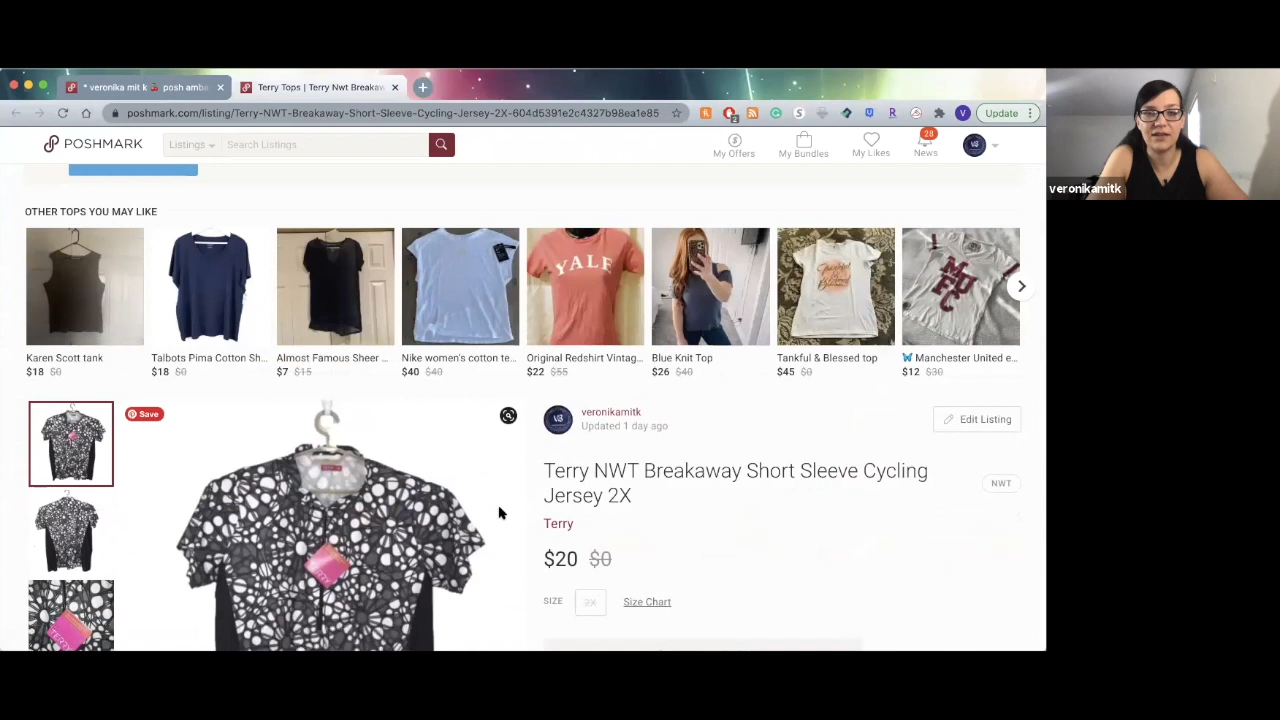 * veronika mit k posh amba
Terry Tops | Terry Nwt Breakaw
poshmark.com/listing/Terry-NWT-Breakaway-Short-Sleeve-Cycling-Jersey-2X-604d5391e2c4327b98ea1e85
Update
POSHMARK
Listings
Search Listings
My Offers
My Bundles
My Likes
28
News
veronikamitk
OTHER TOPS YOU MAY LIKE
YALE
Karen Scott tank
$18 $0
Talbots Pima Cotton Sh...
$18 $0
Almost Famous Sheer ...
$7 $15
Nike women's cotton te...
$40 $40
Original Redshirt Vintag...
$22 $55
Blue Knit Top
$26 $40
Tankful & Blessed top
$45 $0
Manchester United e...
$12 $30
Save
veronikamitk
Updated 1 day ago
Edit Listing
Terry NWT Breakaway Short Sleeve Cycling
Jersey 2X
NWT
Terry
$20 $0
SIZE
2X
Size Chart